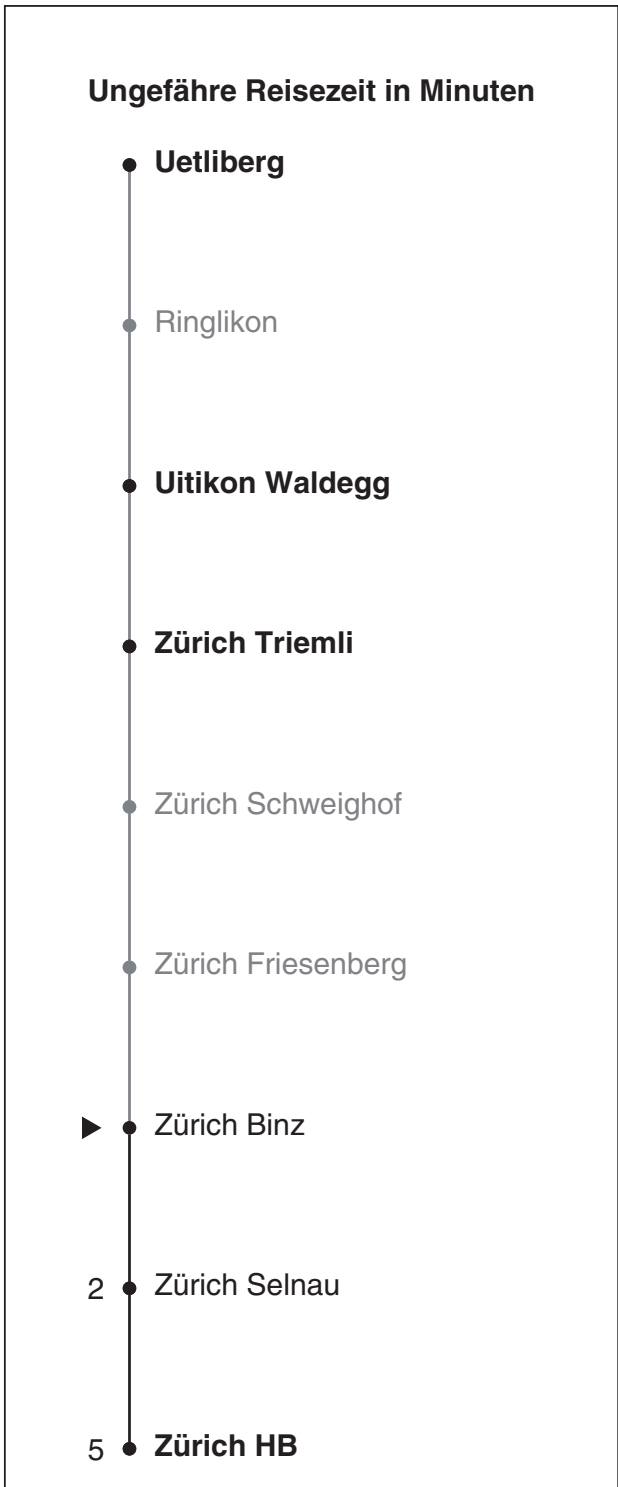 Ungefähre Reisezeit in Minuten
Uetliberg
Ringlikon
Uitikon Waldegg
Zürich Triemli
Zürich Schweighof
Zürich Friesenberg
Zürich Binz
2 Zürich Selnau
5 Zürich HB